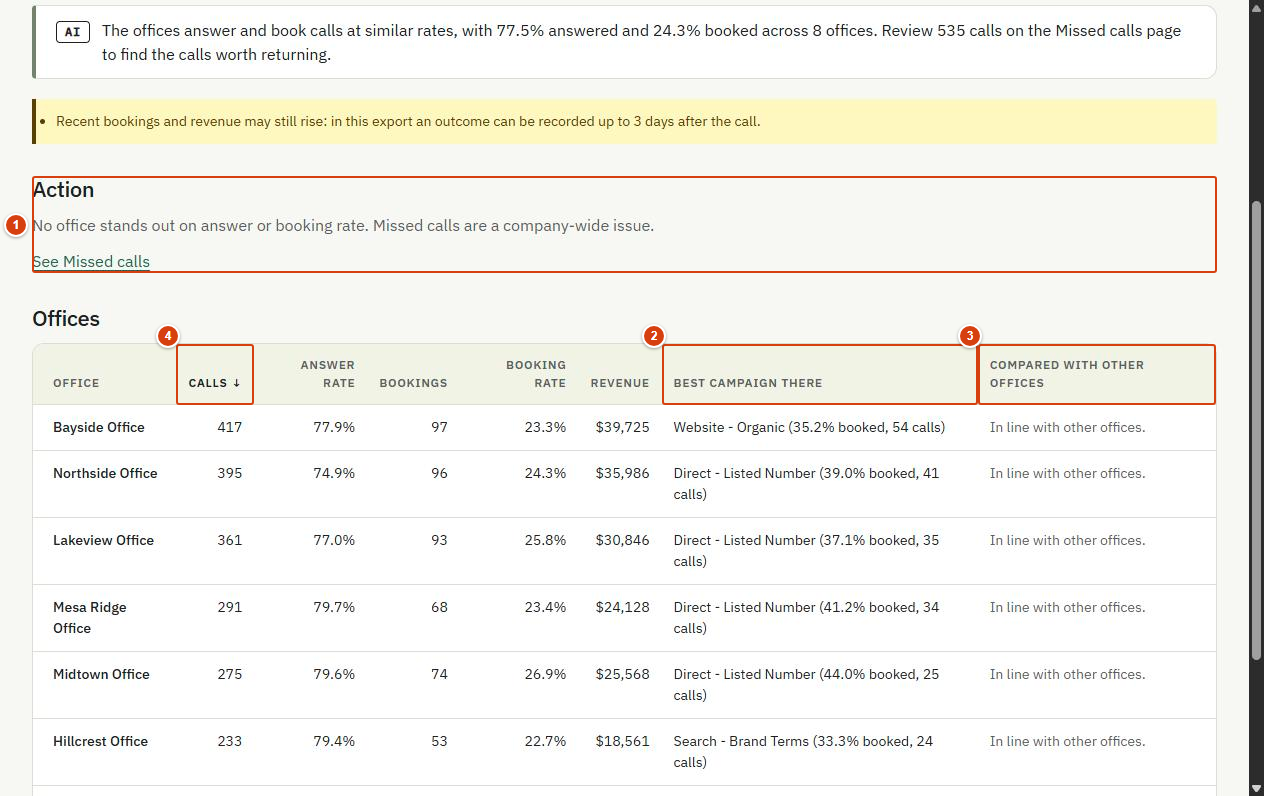 AI
The offices answer and book calls at similar rates, with 77.5% answered and 24.3% booked across 8 offices. Review 535 calls on the Missed calls page
to find the calls worth returning.
• Recent bookings and revenue may still rise: in this export an outcome can be recorded up to 3 days after the call.
Action
1
No office stands out on answer or booking rate. Missed calls are a company-wide issue.
See Missed calls
Offices
4 2 3
OFFICE CALLS ↓ ANSWER RATE BOOKINGS BOOKING RATE REVENUE BEST CAMPAIGN THERE COMPARED WITH OTHER OFFICES
Bayside Office 417 77.9% 97 23.3% $39,725 Website - Organic (35.2% booked, 54 calls) In line with other offices.
Northside Office 395 74.9% 96 24.3% $35,986 Direct - Listed Number (39.0% booked, 41 calls) In line with other offices.
Lakeview Office 361 77.0% 93 25.8% $30,846 Direct - Listed Number (37.1% booked, 35 calls) In line with other offices.
Mesa Ridge Office 291 79.7% 68 23.4% $24,128 Direct - Listed Number (41.2% booked, 34 calls) In line with other offices.
Midtown Office 275 79.6% 74 26.9% $25,568 Direct - Listed Number (44.0% booked, 25 calls) In line with other offices.
Hillcrest Office 233 79.4% 53 22.7% $18,561 Search - Brand Terms (33.3% booked, 24 calls) In line with other offices.